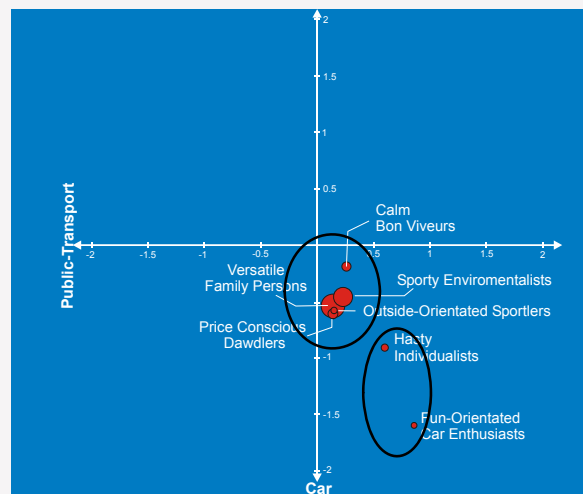 2
1.5
1
0.5
Calm
Bon Viveurs
Public-Transport
-2
-1.5
-1
-0.5
0.5
1
1.5
2
Versatile
Family Persons
Sporty Enviromentalists
Outside-Orientated Sportlers
Price Conscious
Dawdlers
Hasty
Individualists
-1
-1.5
Fun-Orientated
Car Enthusiasts
-2
Car